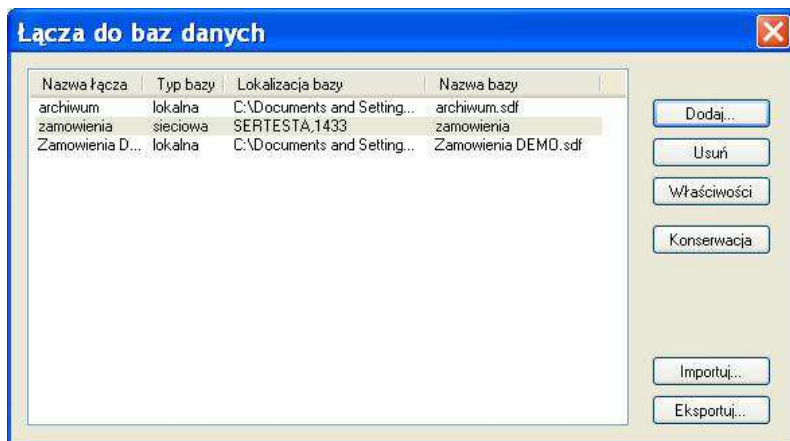 Łącza do baz danych
Nazwa łącza Typ bazy Lokalizacja bazy Nazwa bazy
archiwum lokalna C:\Documents and Setting... archiwum.sdf
zamowienia sieciowa SERTESTA,1433 zamowienia
Zamowienia D... lokalna C:\Documents and Setting... Zamowienia DEMO.sdf
Dodaj...
Usuń
Właściwości
Konserwacja
Importuj...
Eksportuj...